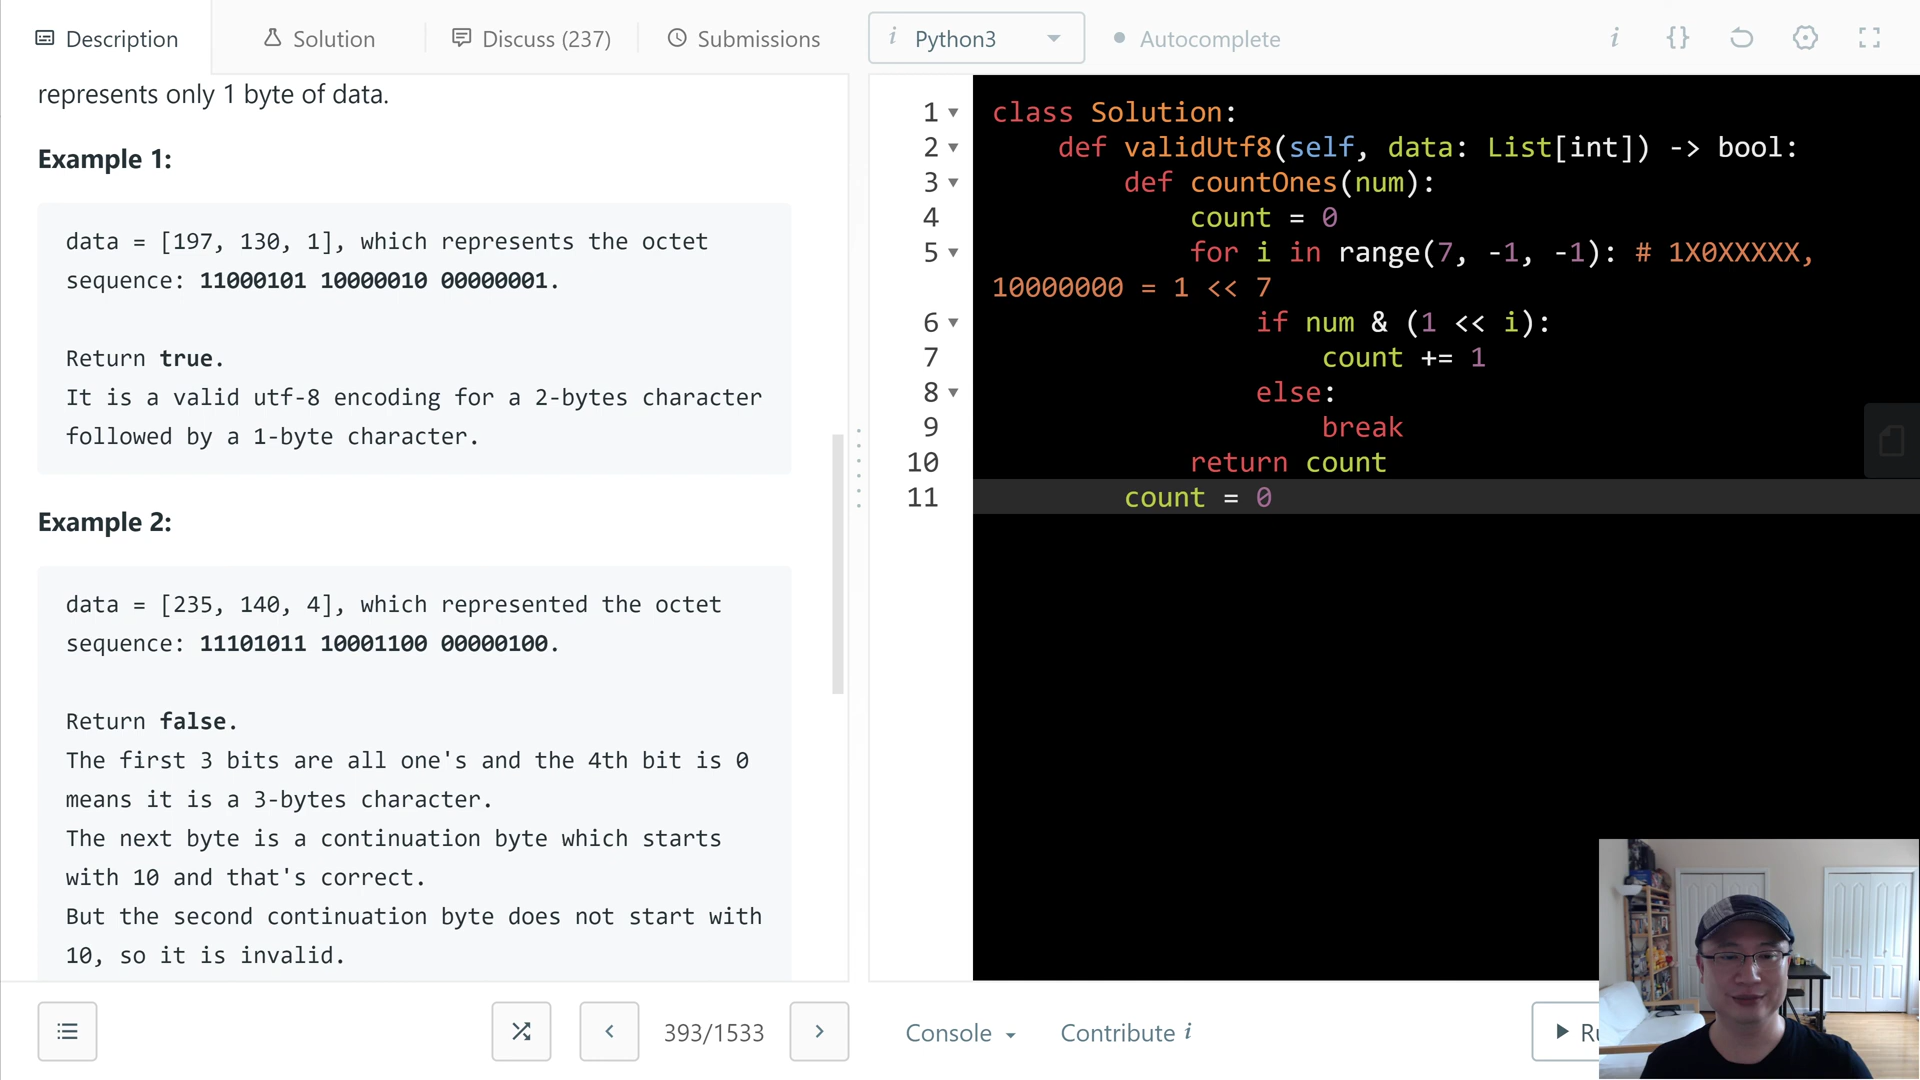 Description
Solution
Discuss (237)
Submissions
i Python3
Autocomplete
i {}
represents only 1 byte of data.
Example 1:
data = [197, 130, 1], which represents the octet
sequence: 11000101 10000010 00000001.
Return true.
It is a valid utf-8 encoding for a 2-bytes character
followed by a 1-byte character.
Example 2:
data = [235, 140, 4], which represented the octet
sequence: 11101011 10001100 00000100.
Return false.
The first 3 bits are all one's and the 4th bit is 0
means it is a 3-bytes character.
The next byte is a continuation byte which starts
with 10 and that's correct.
But the second continuation byte does not start with
10, so it is invalid.
1 class Solution:
2 def validUtf8(self, data: List[int]) -> bool:
3 def countOnes(num):
4 count = 0
5 for i in range(7, -1, -1): # 1X0XXXXX,
10000000 = 1 << 7
6 if num & (1 << i):
7 count += 1
8 else:
9 break
10 return count
11 count = 0
393/1533
Console
Contribute i